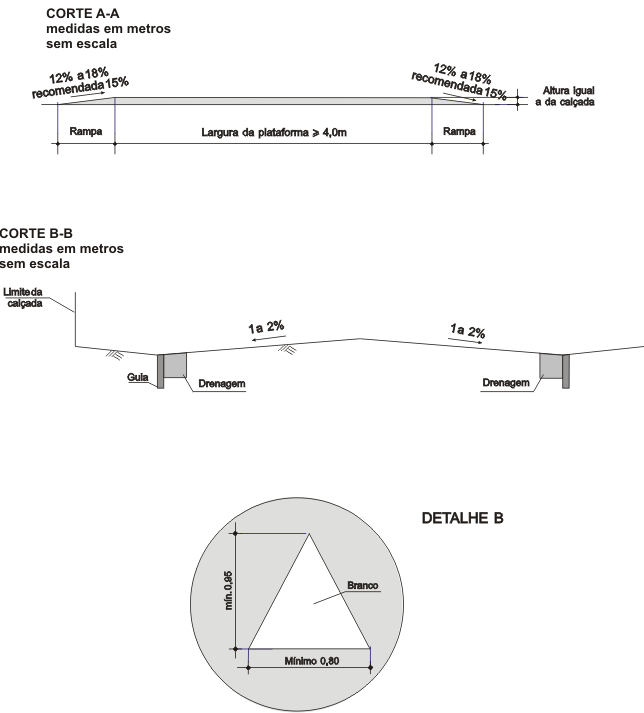 CORTE A-A
medidas em metros
sem escala
12% a 18%
recomendada 15%
12% a 18%
recomendada 15%
Altura igual
a da calçada
Rampa
Largura da plataforma ≥ 4,0m
Rampa
CORTE B-B
medidas em metros
sem escala
Limite da
calçada
1 a 2%
1 a 2%
Guia
Drenagem
Drenagem
DETALHE B
mín. 0,95
Branco
Mínimo 0,80